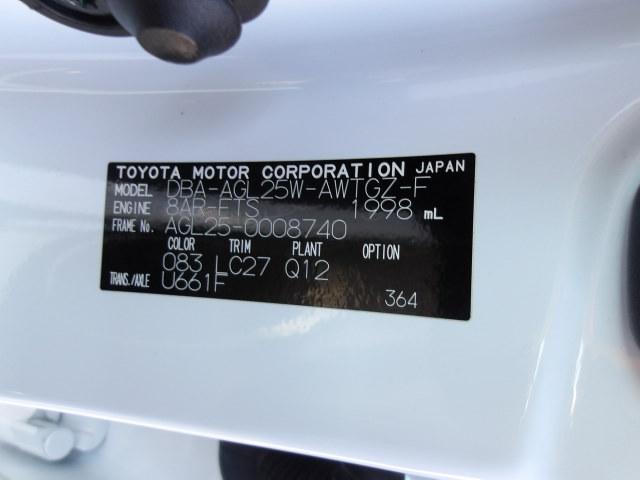 TOYOTA MOTOR CORPORATION JAPAN
MODEL DBA-AGL25W-AWTGZ-F
ENGINE 8AR-FTS 1998 mL
FRAME No. AGL25-0008740
COLOR TRIM PLANT OPTION
083 LC27 Q12
TRANS./AXLE U661F
364